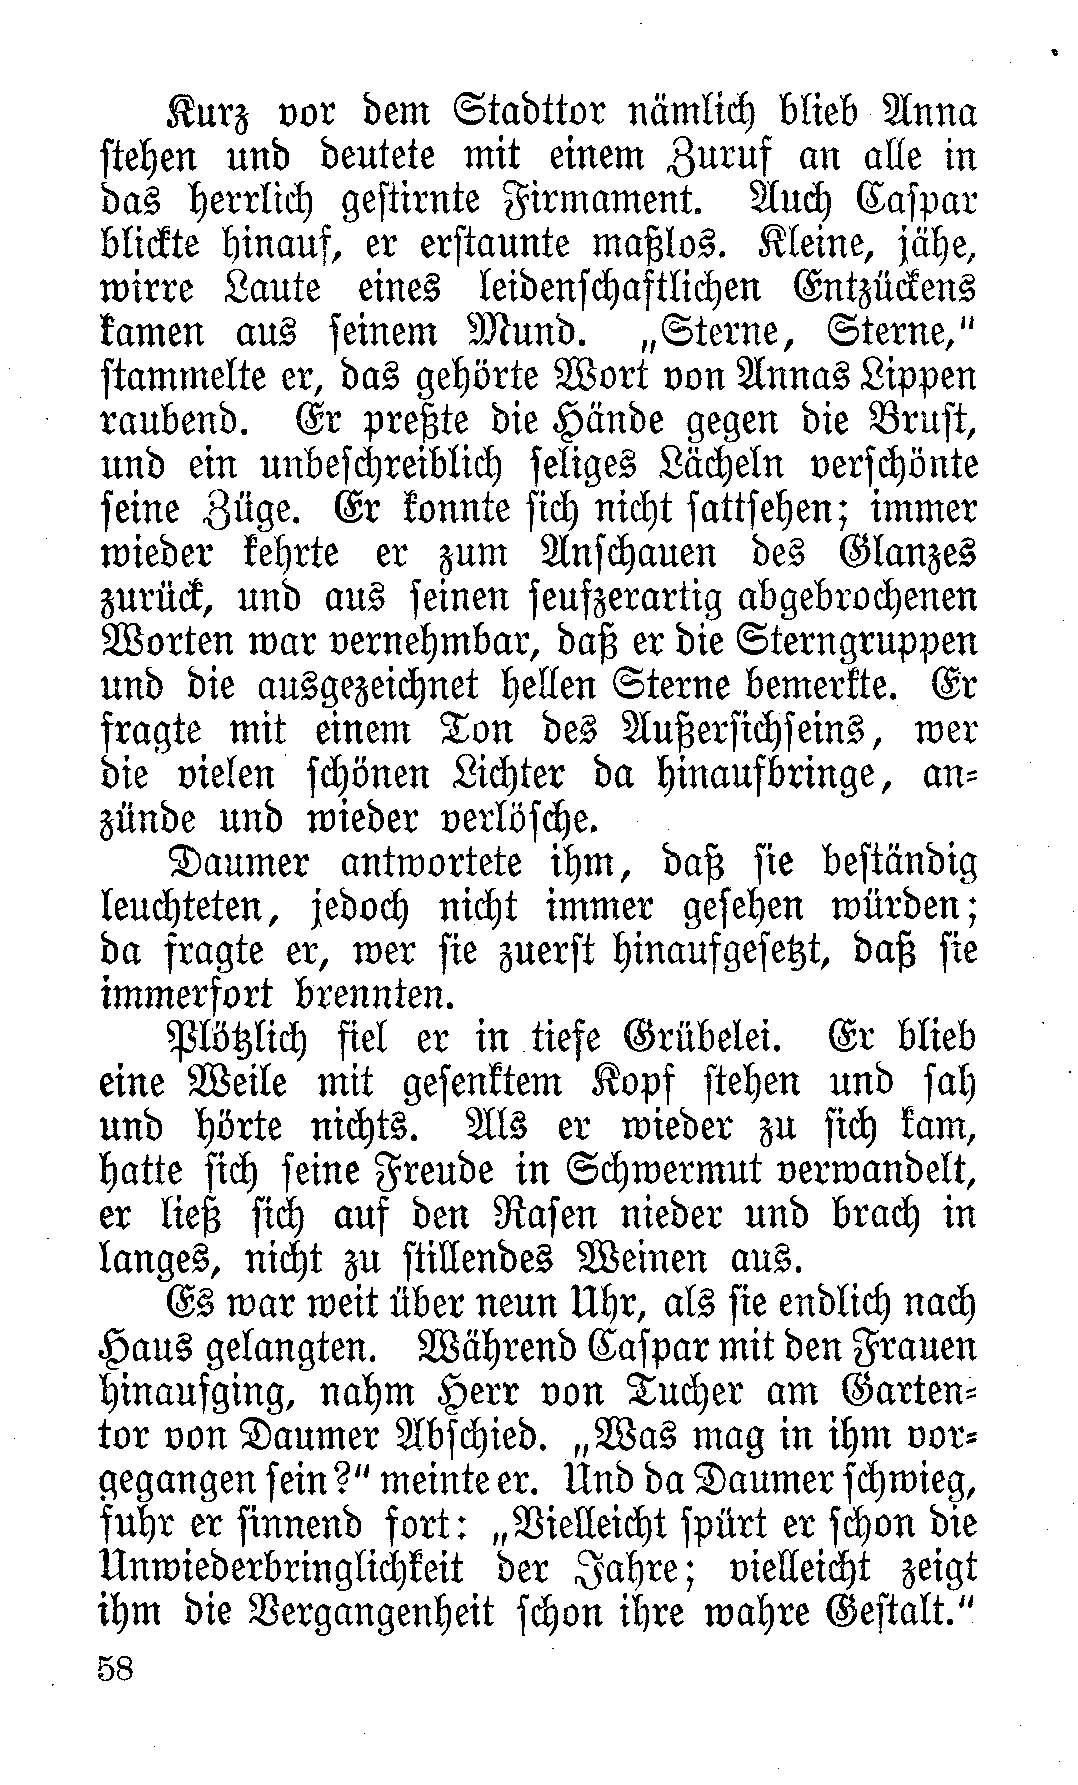 Kurz vor dem Stadttor nämlich blieb Anna
stehen und deutete mit einem Zuruf an alle in
das herrlich gestirnte Firmament. Auch Caspar
blickte hinauf, er erstaunte maßlos. Kleine, jähe,
wirre Laute eines leidenschaftlichen Entzückens
kamen aus seinem Mund. „Sterne, Sterne,“
stammelte er, das gehörte Wort von Annas Lippen
raubend. Er preßte die Hände gegen die Brust,
und ein unbeschreiblich seliges Lächeln verschönte
seine Züge. Er konnte sich nicht sattsehen; immer
wieder kehrte er zum Anschauen des Glanzes
zurück, und aus seinen seufzerartig abgebrochenen
Worten war vernehmbar, daß er die Sterngruppen
und die ausgezeichnet hellen Sterne bemerkte. Er
fragte mit einem Ton des Außersichseins, wer
die vielen schönen Lichter da hinaufbringe, an-
zünde und wieder verlösche.
Daumer antwortete ihm, daß sie beständig
leuchteten, jedoch nicht immer gesehen würden;
da fragte er, wer sie zuerst hinaufgesetzt, daß sie
immerfort brennten.
Plötzlich fiel er in tiefe Grübelei. Er blieb
eine Weile mit gesenktem Kopf stehen und sah
und hörte nichts. Als er wieder zu sich kam,
hatte sich seine Freude in Schwermut verwandelt,
er ließ sich auf den Rasen nieder und brach in
langes, nicht zu stillendes Weinen aus.
Es war weit über neun Uhr, als sie endlich nach
Haus gelangten. Während Caspar mit den Frauen
hinaufging, nahm Herr von Tucher am Garten-
tor von Daumer Abschied. „Was mag in ihm vor-
gegangen sein?“ meinte er. Und da Daumer schwieg,
fuhr er sinnend fort: „Vielleicht spürt er schon die
Unwiederbringlichkeit der Jahre; vielleicht zeigt
ihm die Vergangenheit schon ihre wahre Gestalt.“
58